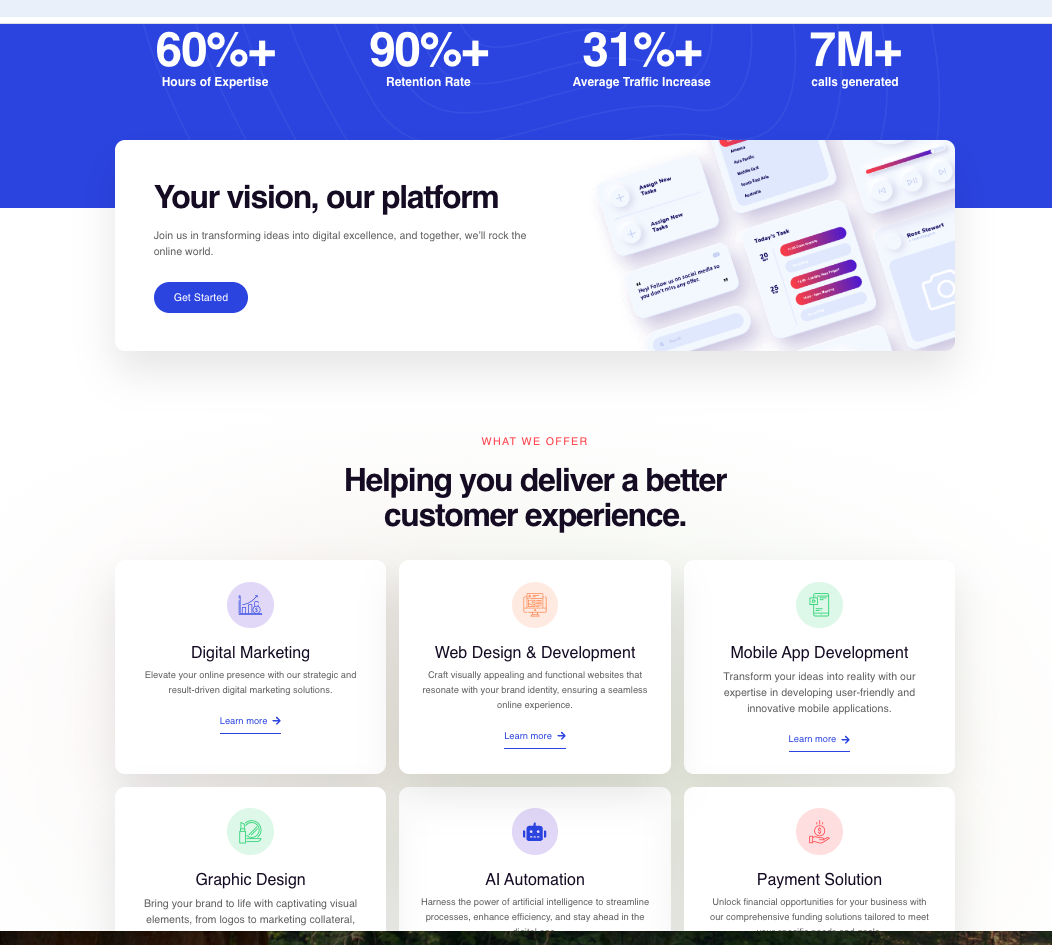 60%+
90%+
31%+
7M+
Hours of Expertise
Retention Rate
Average Traffic Increase
calls generated
Your vision, our platform
Join us in transforming ideas into digital excellence, and together, we'll rock the
online world.
Get Started
Assign New
Tasks
Assign New
Tasks
Hey! Follow us on social media so
you don't miss any offer.
America
Asia Pacific
Middle East
South East Asia
Australia
Today's Task
20
25
Rose Stewart
WHAT WE OFFER
Helping you deliver a better
customer experience.
Digital Marketing
Elevate your online presence with our strategic and
result-driven digital marketing solutions.
Learn more
Web Design & Development
Craft visually appealing and functional websites that
resonate with your brand identity, ensuring a seamless
online experience.
Learn more
Mobile App Development
Transform your ideas into reality with our
expertise in developing user-friendly and
innovative mobile applications.
Learn more
Graphic Design
Bring your brand to life with captivating visual
elements, from logos to marketing collateral,
AI Automation
Harness the power of artificial intelligence to streamline
processes, enhance efficiency, and stay ahead in the
Payment Solution
Unlock financial opportunities for your business with
our comprehensive funding solutions tailored to meet